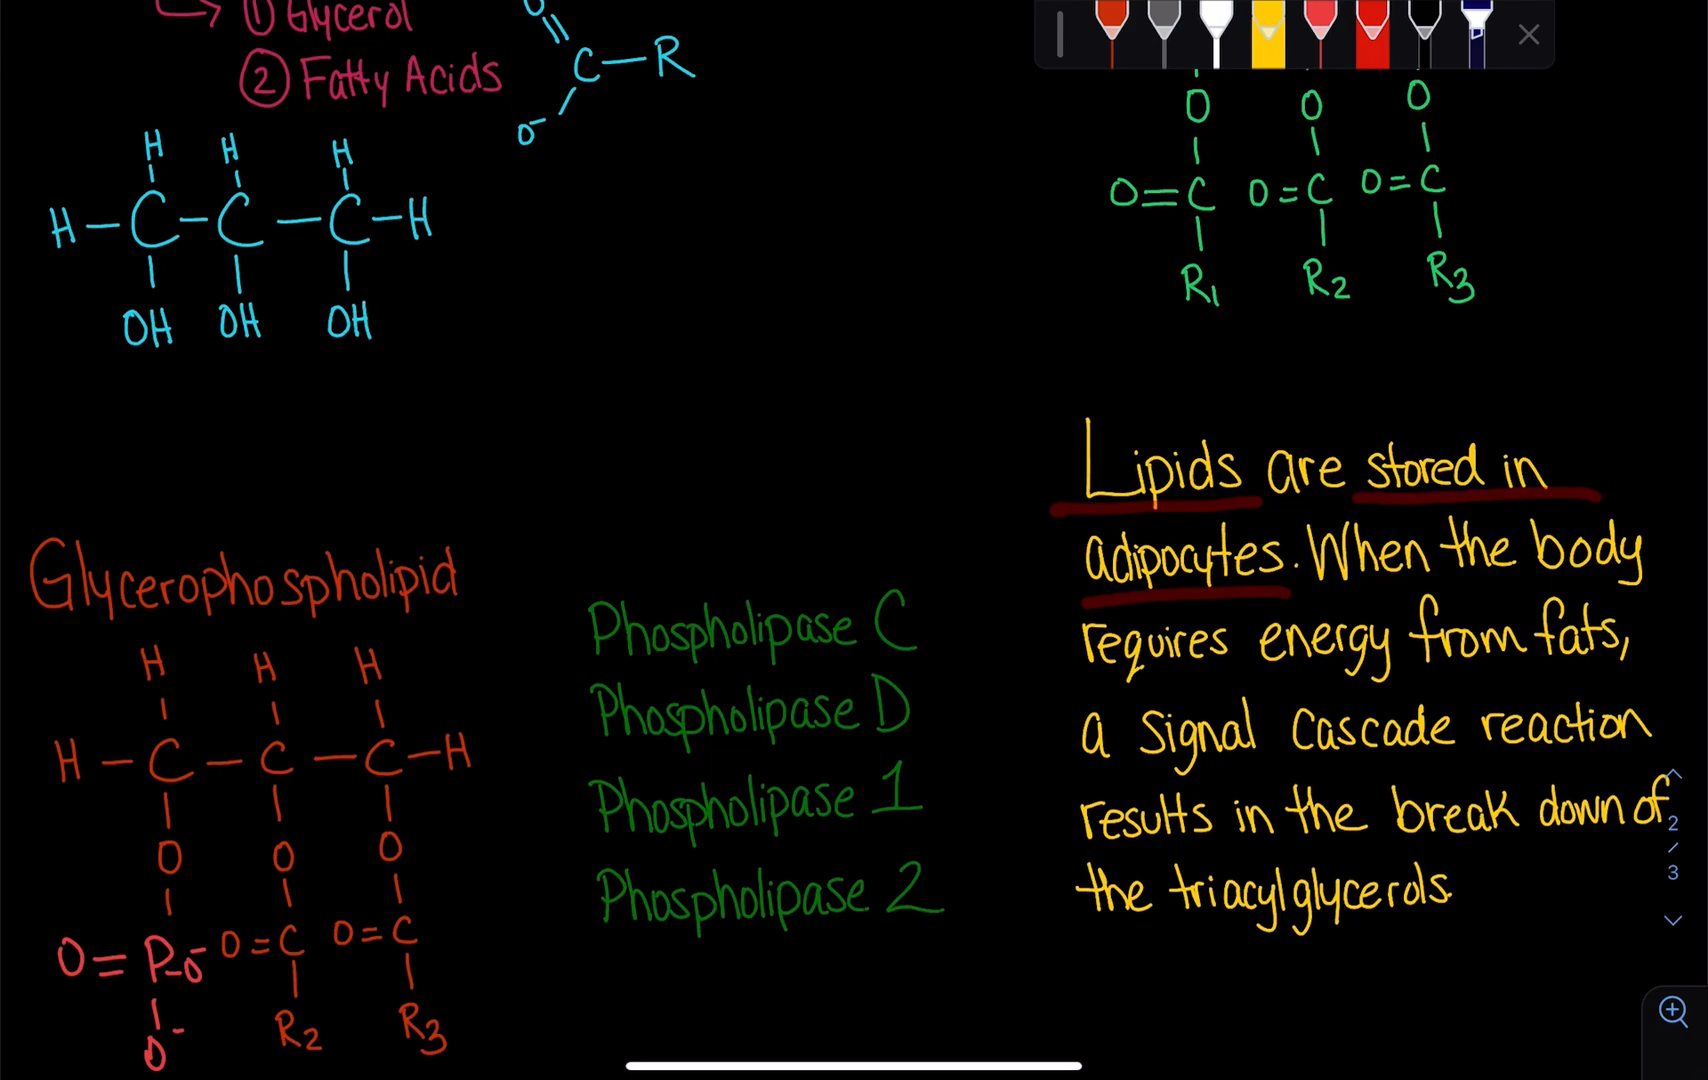 ① Glycerol
② Fatty Acids
O
C—R
O⁻
H H H
H—C—C—C—H
OH OH OH
O O O
O=C O=C O=C
R₁ R₂ R₃
Lipids are stored in
adipocytes. When the body
requires energy from fats,
a signal cascade reaction
results in the break down of
the triacylglycerols.
Glycerophospholipid
H H H
H—C—C—C—H
O O O
O=P-O⁻ O=C O=C
O⁻ R₂ R₃
Phospholipase C
Phospholipase D
Phospholipase 1
Phospholipase 2
2
/
3